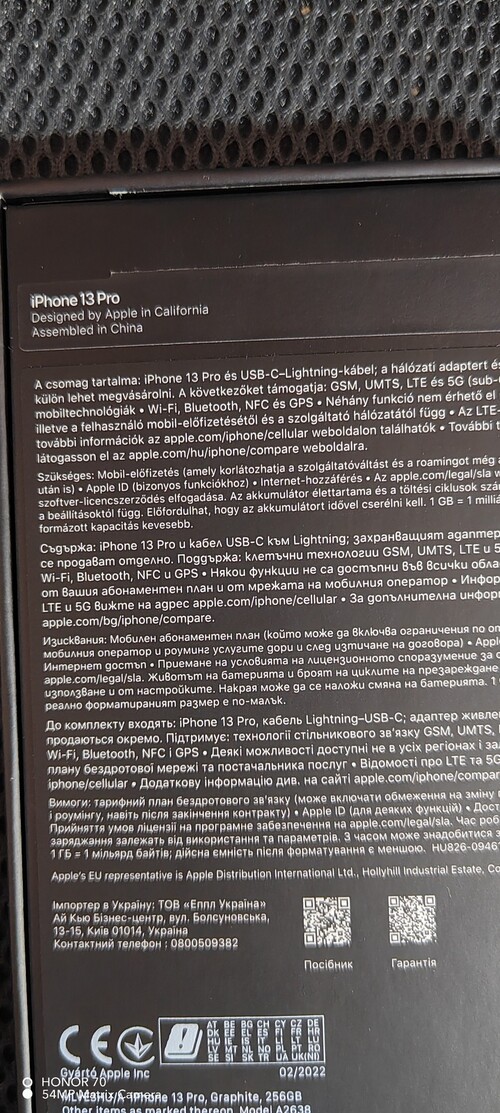 iPhone 13 Pro
Designed by Apple in California
Assembled in China
A csomag tartalma: iPhone 13 Pro és USB-C–Lightning-kábel; a hálózati adaptert és
külön lehet megvásárolni. A következőket támogatja: GSM, UMTS, LTE és 5G (sub-
mobiltechnológiák • Wi-Fi, Bluetooth, NFC és GPS • Néhány funkció nem érhető el
illetve a felhasználó mobil-előfizetésétől és a szolgáltató hálózatától függ • Az LTE-
további információk az apple.com/iphone/cellular weboldalon találhatók • További t
látogasson el az apple.com/hu/iphone/compare weboldalra.
Szükséges: Mobil-előfizetés (amely korlátozhatja a szolgáltatóváltást és a roamingot még a
után is) • Apple ID (bizonyos funkciókhoz) • Internet-hozzáférés • Az apple.com/legal/sla w
szoftver-licencszerződés elfogadása. Az akkumulátor élettartama és a töltési ciklusok szá
a beállításoktól függ. Előfordulhat, hogy az akkumulátort idővel cserélni kell. 1 GB = 1 milli
formázott kapacitás kevesebb.
Съдържа: iPhone 13 Pro и кабел USB-C към Lightning; захранващият адаптер
се продават отделно. Поддържа: клетъчни технологии GSM, UMTS, LTE и 5
Wi-Fi, Bluetooth, NFC и GPS • Някои функции не са достъпни във всички обла
от вашия абонаментен план и от мрежата на мобилния оператор • Инфор
LTE и 5G вижте на адрес apple.com/iphone/cellular • За допълнителна информ
apple.com/bg/iphone/compare.
Изисквания: Мобилен абонаментен план (който може да включва ограничения по от
мобилния оператор и роуминг услугите дори и след изтичане на договора) • Apple
Интернет достъп • Приемане на условията на лицензионното споразумение за с
apple.com/legal/sla. Животът на батерията и броят на циклите на презареждане
използване и от настройките. Накрая може да се наложи смяна на батерията. 1
реално форматираният размер е по-малък.
До комплекту входять: iPhone 13 Pro, кабель Lightning–USB-C; адаптер живле
продаються окремо. Підтримує: технології стільникового зв'язку GSM, UMTS,
Wi-Fi, Bluetooth, NFC і GPS • Деякі можливості доступні не в усіх регіонах і за
плану бездротової мережі та постачальника послуг • Відомості про LTE та 5G
iphone/cellular • Додаткову інформацію див. на сайті apple.com/iphone/compar
Вимоги: тарифний план бездротового зв'язку (може включати обмеження на зміну
і роумінгу, навіть після закінчення контракту) • Apple ID (для деяких функцій) • Дост
Прийняття умов ліцензії на програмне забезпечення на apple.com/legal/sla. Час роб
заряджання залежать від використання та параметрів. З часом може знадобитися з
1 ГБ = 1 мільярд байтів; дійсна ємність після форматування є меншою. HU826-0946
Apple's EU representative is Apple Distribution International Ltd., Hollyhill Industrial Estate, Co
Імпортер в Україну: ТОВ «Еппл Україна»
Ай Кью Бізнес-центр, вул. Болсуновська,
13-15, Київ 01014, Україна
Контактний телефон : 0800509382
Посібник
Гарантія
CE
AT BE BG CH CY CZ DE
DK EE EL ES FI FR HR
HU IE IS IT LI LT LU
LV MT NL NO PL PT RO
SE SI SK TR UA UK(NI)
Gyártó Apple Inc
02/2022
iPhone 13 Pro, Graphite, 256GB
Other items as marked thereon. Model A2638
HONOR 70
54MP Matrix Camera